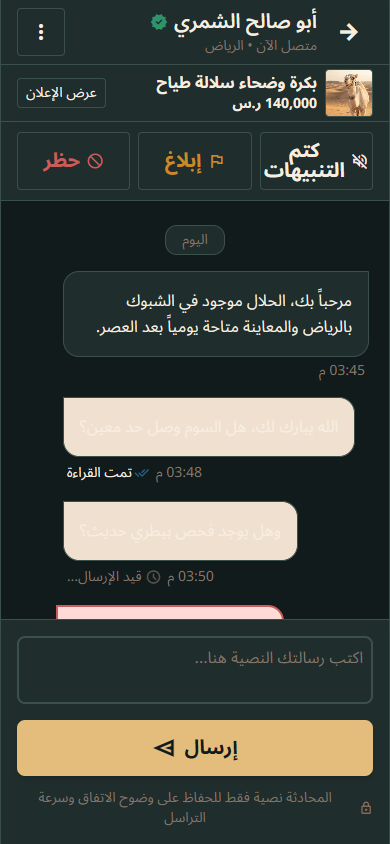 أبو صالح الشمري
متصل الآن • الرياض
بكرة وضحاء سلالة طياح
140,000 ر.س
عرض الإعلان
كتم
التنبيهات
إبلاغ
حظر
اليوم
مرحباً بك، الحلال موجود في الشبوك
بالرياض والمعاينة متاحة يومياً بعد العصر.
03:45 م
الله يبارك لك، هل السوم وصل حد معين؟
03:48 م تمت القراءة
وهل يوجد فحص بيطري حديث؟
03:50 م قيد الإرسال...
اكتب رسالتك النصية هنا...
إرسال
المحادثة نصية فقط للحفاظ على وضوح الاتفاق وسرعة
التراسل